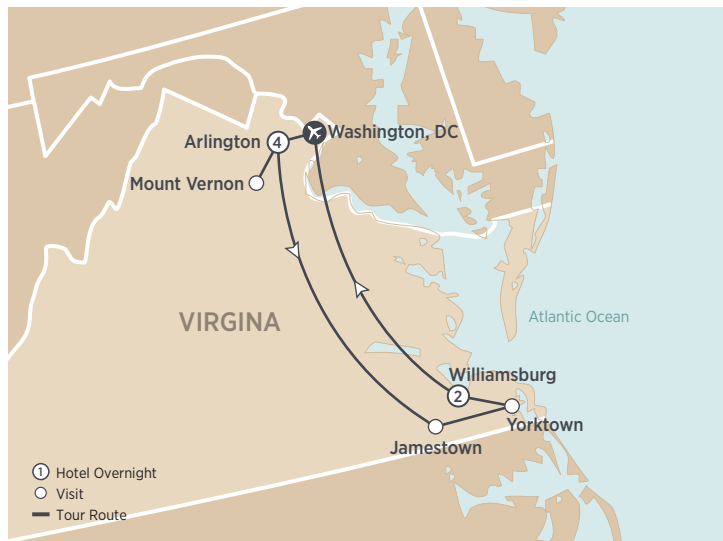 Washington, DC
Arlington
4
Mount Vernon
VIRGINA
Atlantic Ocean
Williamsburg
2
Yorktown
Jamestown
1 Hotel Overnight
Visit
Tour Route